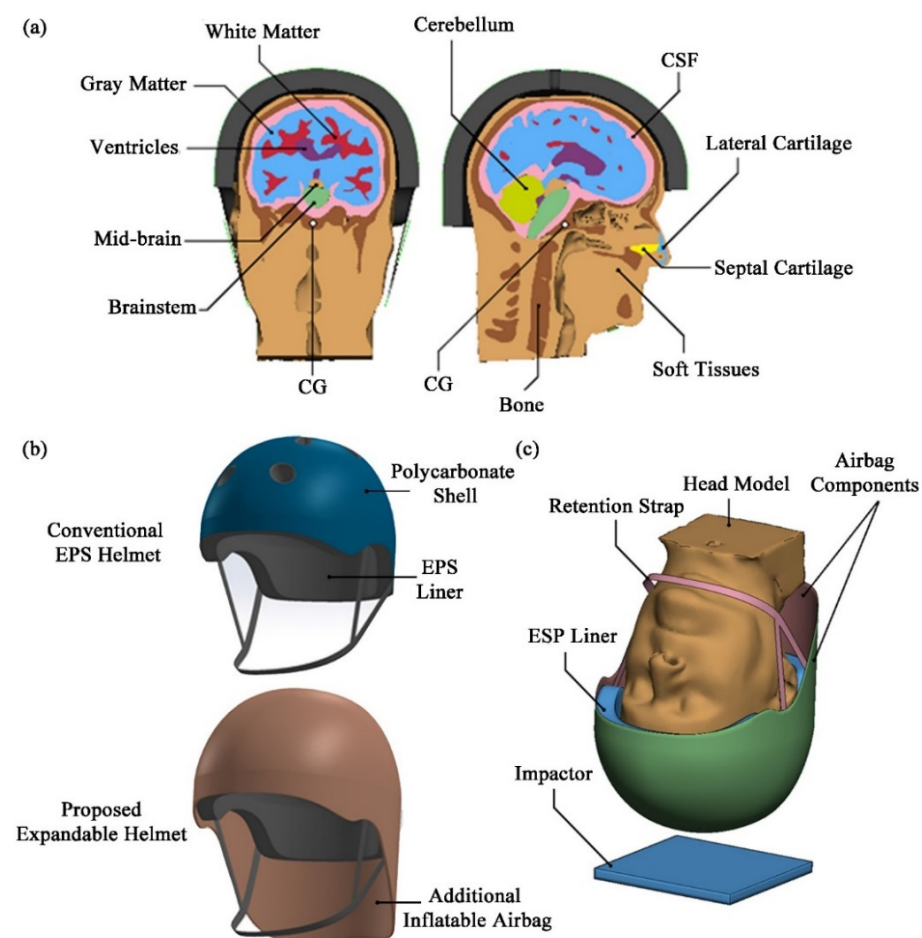 (a)
White Matter
Gray Matter
Ventricles
Mid-brain
Brainstem
CG
Cerebellum
CSF
Lateral Cartilage
Septal Cartilage
Soft Tissues
CG
Bone
(b)
Polycarbonate
Shell
Conventional
EPS Helmet
EPS
Liner
Proposed
Expandable Helmet
Additional
Inflatable Airbag
(c)
Airbag
Components
Head Model
Retention Strap
ESP Liner
Impactor